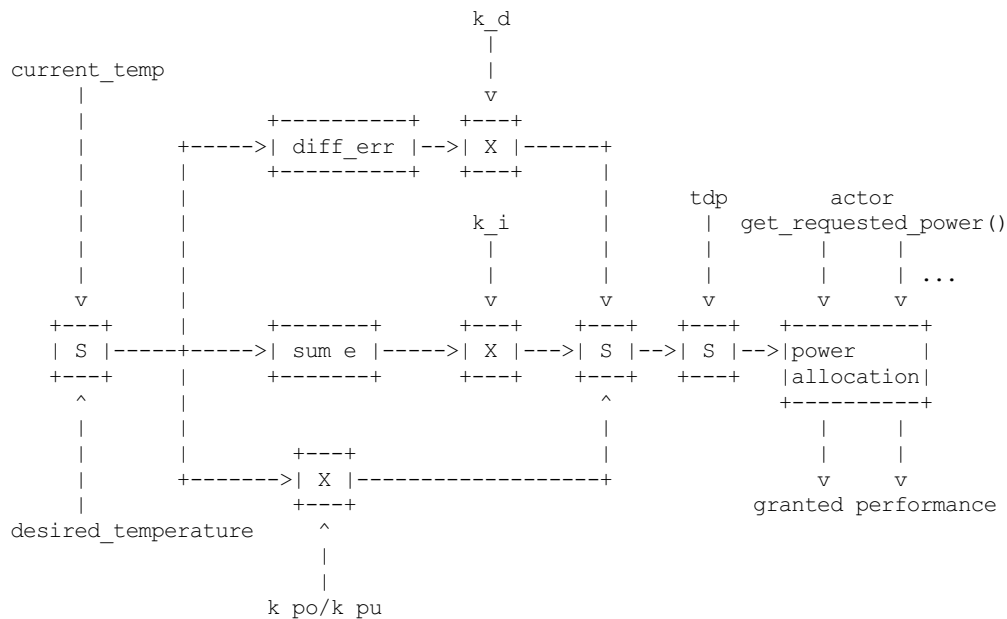 k_d
current_temp
diff_err
X
tdp
actor
k_i
get_requested_power()
...
S
sum e
X
S
S
power
allocation
X
granted performance
desired_temperature
k po/k pu